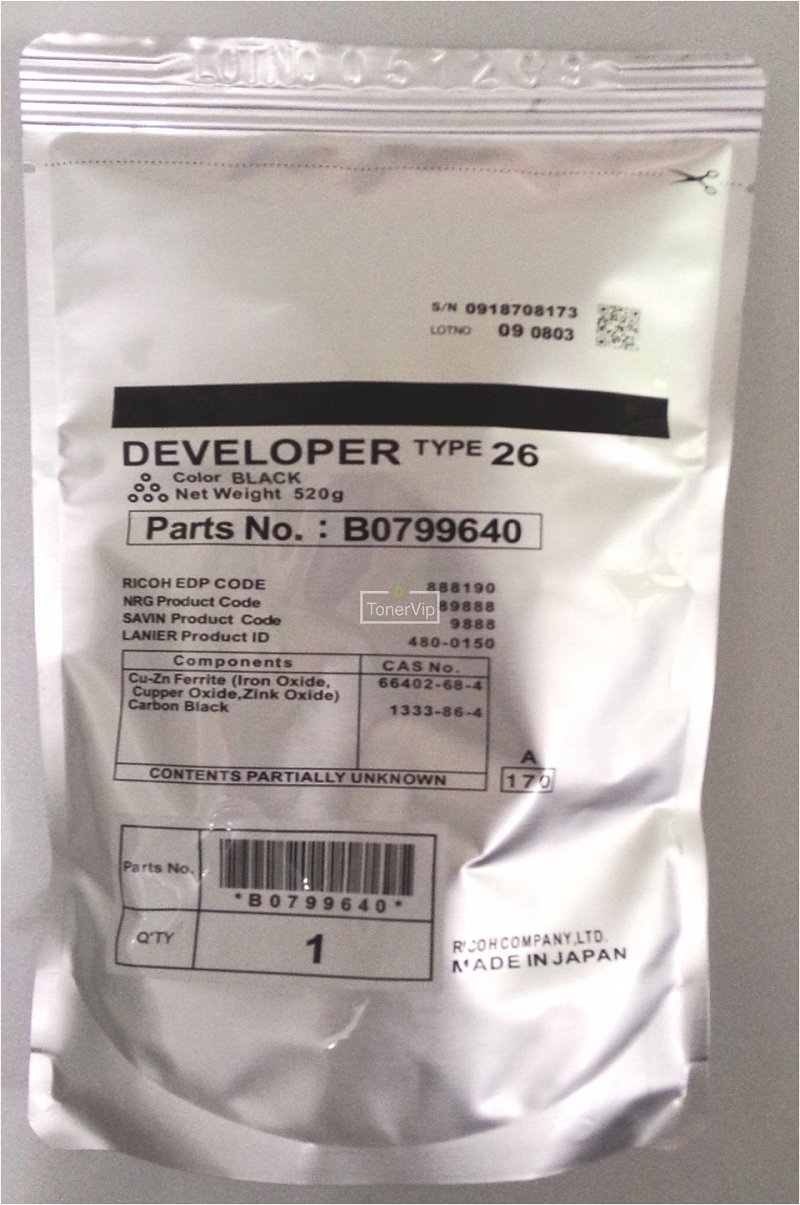 LOTNO 051209
S/N 0918708173
LOTNO 09 0803
DEVELOPER TYPE 26
Color BLACK
Net Weight 520g
Parts No. : B0799640
RICOH EDP CODE 888190
NRG Product Code 89888
SAVIN Product Code 9888
LANIER Product ID 480-0150
Components CAS No.
Cu-Zn Ferrite (Iron Oxide, 66402-68-4
Cupper Oxide,Zink Oxide)
Carbon Black 1333-86-4
CONTENTS PARTIALLY UNKNOWN
A
170
Parts No.
*B0799640*
Q'TY 1
RICOH COMPANY,LTD.
MADE IN JAPAN
TonerVip